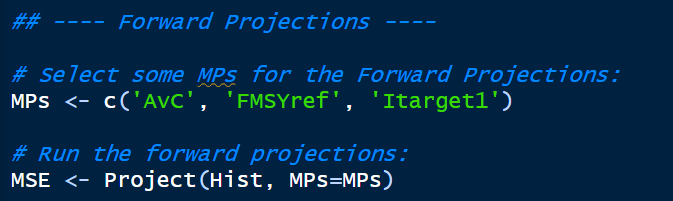 ## ---- Forward Projections ----
# Select some MPs for the Forward Projections:
MPs <- c('AvC', 'FMSYref', 'Itarget1')
# Run the forward projections:
MSE <- Project(Hist, MPs=MPs)